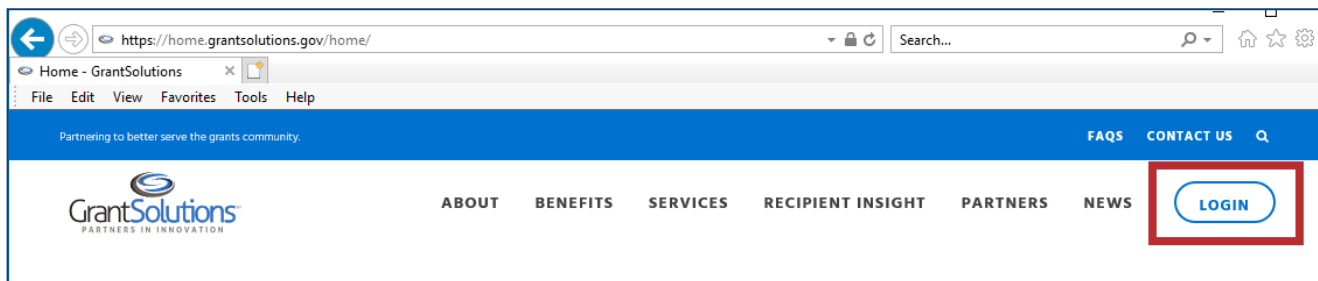 https://home.grantsolutions.gov/home/ Search...
Home - GrantSolutions
File Edit View Favorites Tools Help
Partnering to better serve the grants community. FAQS CONTACT US
GrantSolutions
PARTNERS IN INNOVATION
ABOUT BENEFITS SERVICES RECIPIENT INSIGHT PARTNERS NEWS LOGIN